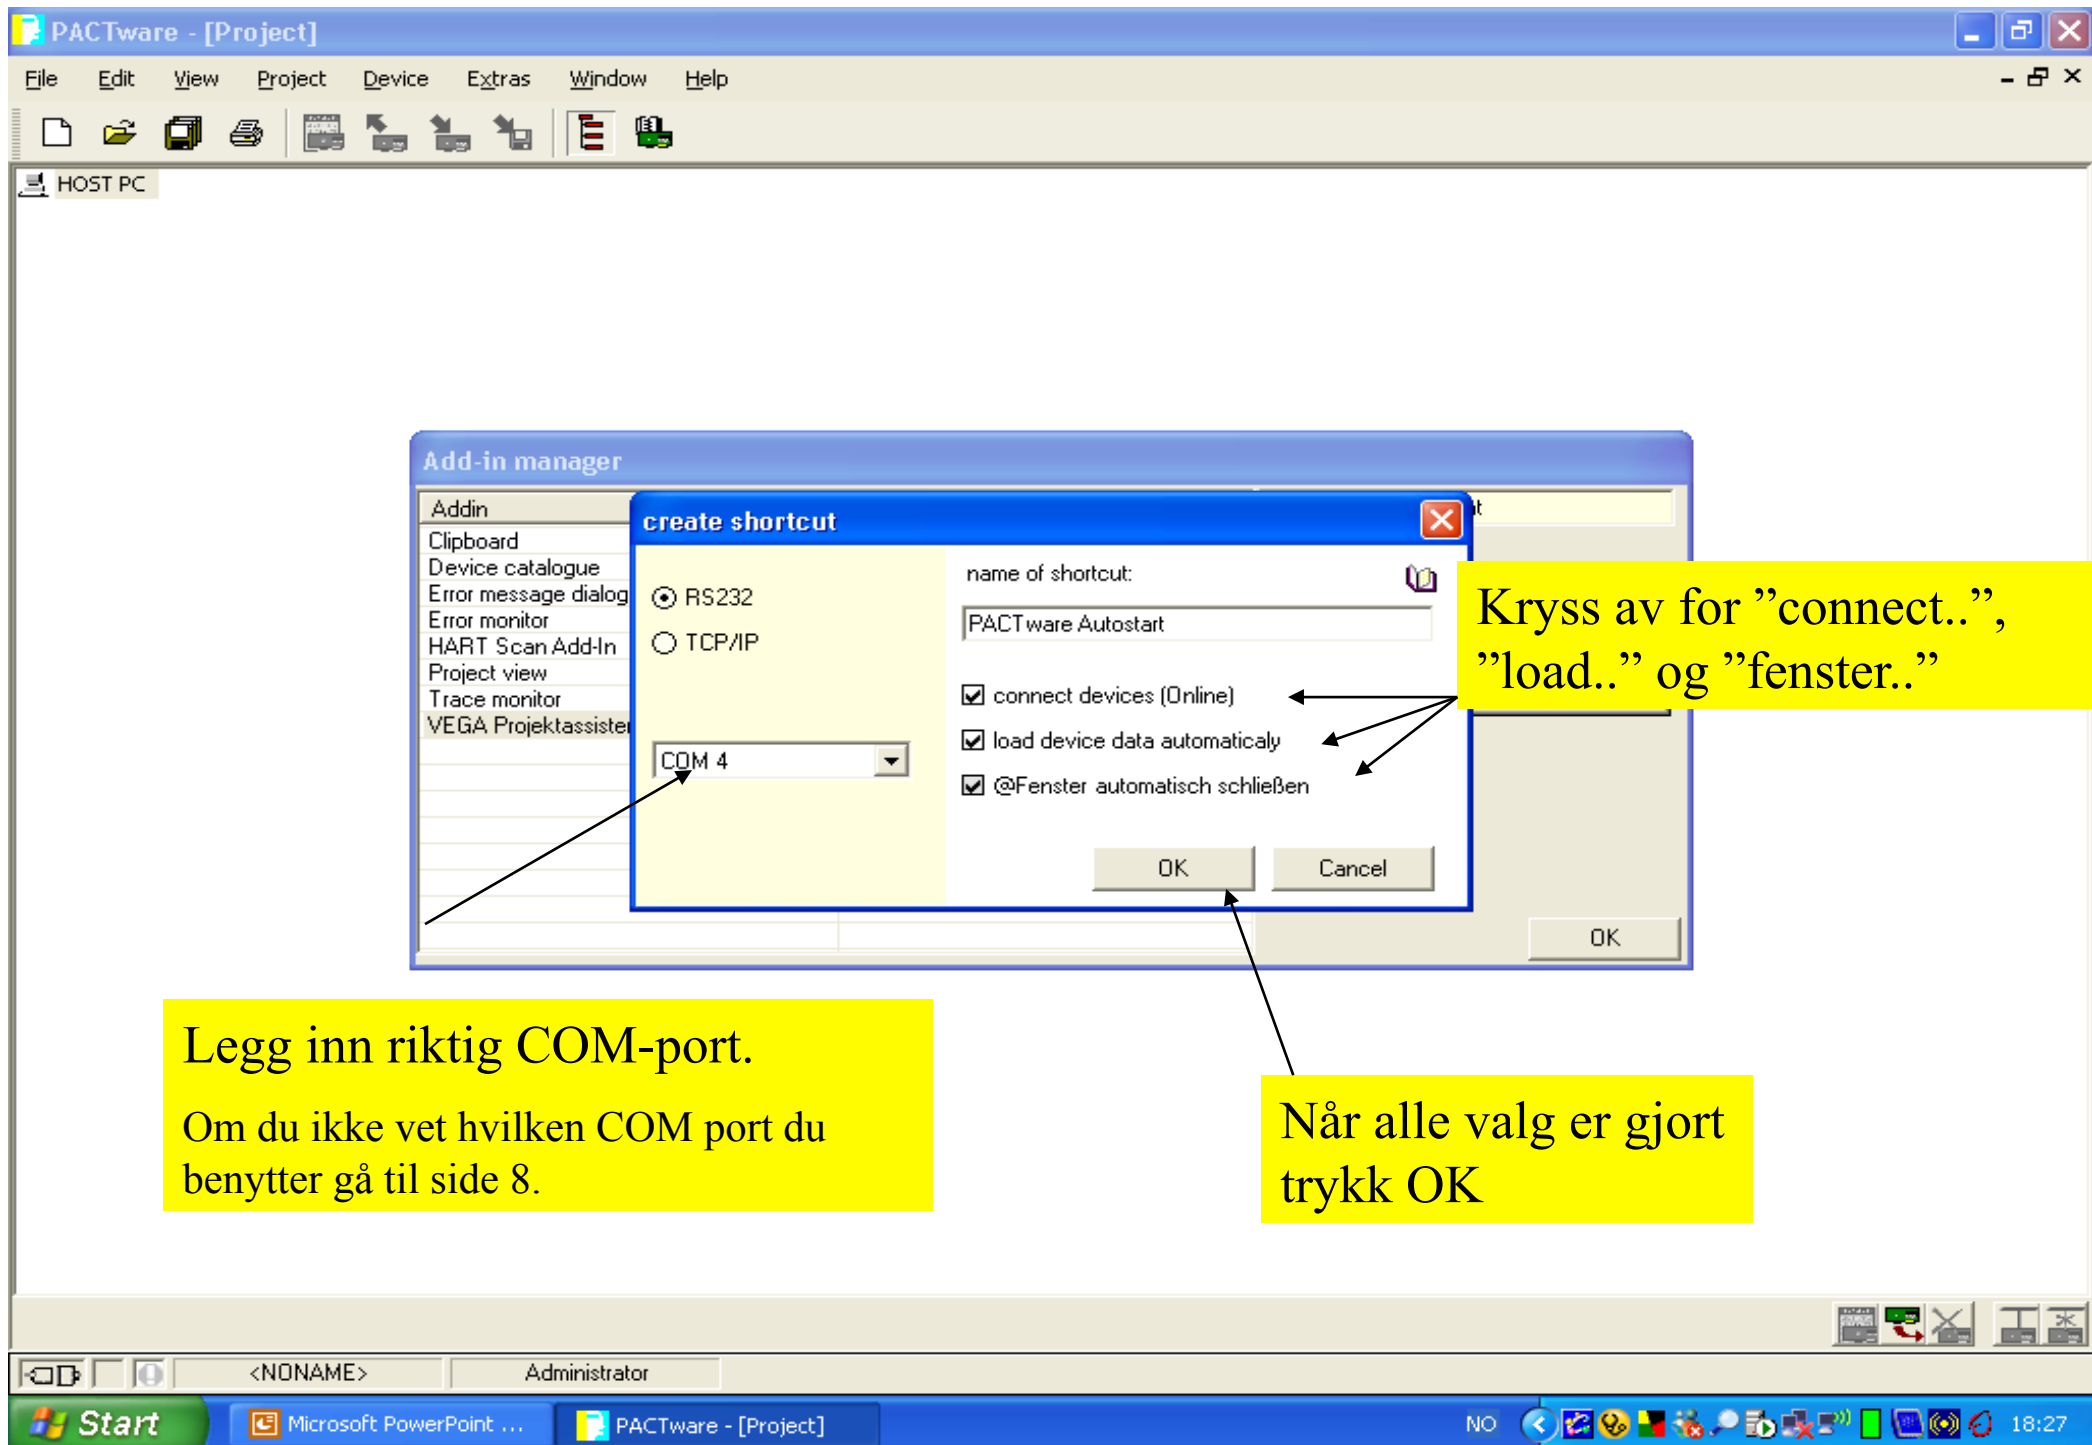 PACTware - [Project]
File Edit View Project Device Extras Window Help
HOST PC
Add-in manager
Addin
Clipboard
Device catalogue
Error message dialog
Error monitor
HART Scan Add-In
Project view
Trace monitor
VEGA Projektassister
create shortcut
RS232
TCP/IP
COM 4
name of shortcut:
PACTware Autostart
connect devices (Online)
load device data automaticaly
@Fenster automatisch schließen
OK Cancel
OK
Kryss av for ”connect..”,
”load..” og ”fenster..”
Legg inn riktig COM-port.
Om du ikke vet hvilken COM port du
benytter gå til side 8.
Når alle valg er gjort
trykk OK
<NONAME> Administrator
Start Microsoft PowerPoint ... PACTware - [Project] NO 18:27